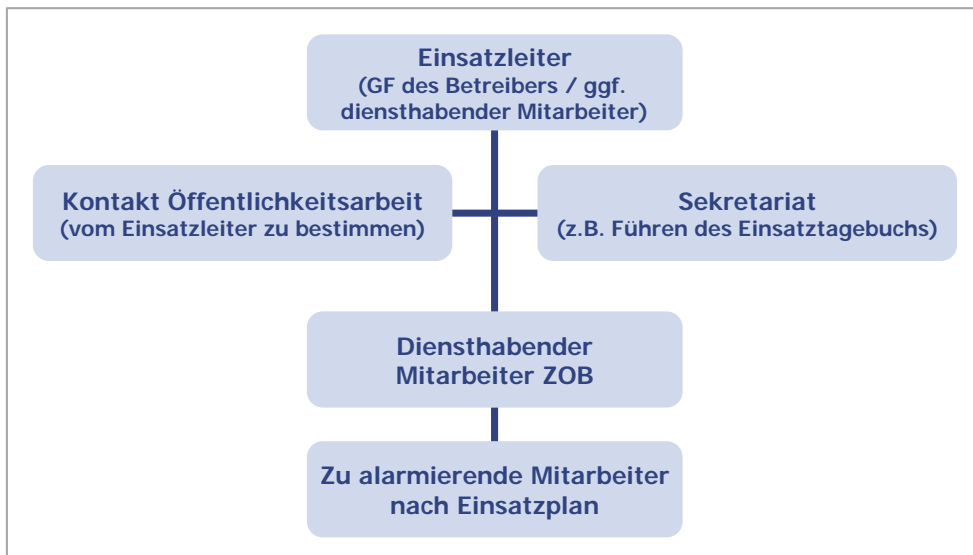 Einsatzleiter
(GF des Betreibers / ggf.
diensthabender Mitarbeiter)
Kontakt Öffentlichkeitsarbeit
(vom Einsatzleiter zu bestimmen)
Sekretariat
(z.B. Führen des Einsatztagebuchs)
Diensthabender
Mitarbeiter ZOB
Zu alarmierende Mitarbeiter
nach Einsatzplan